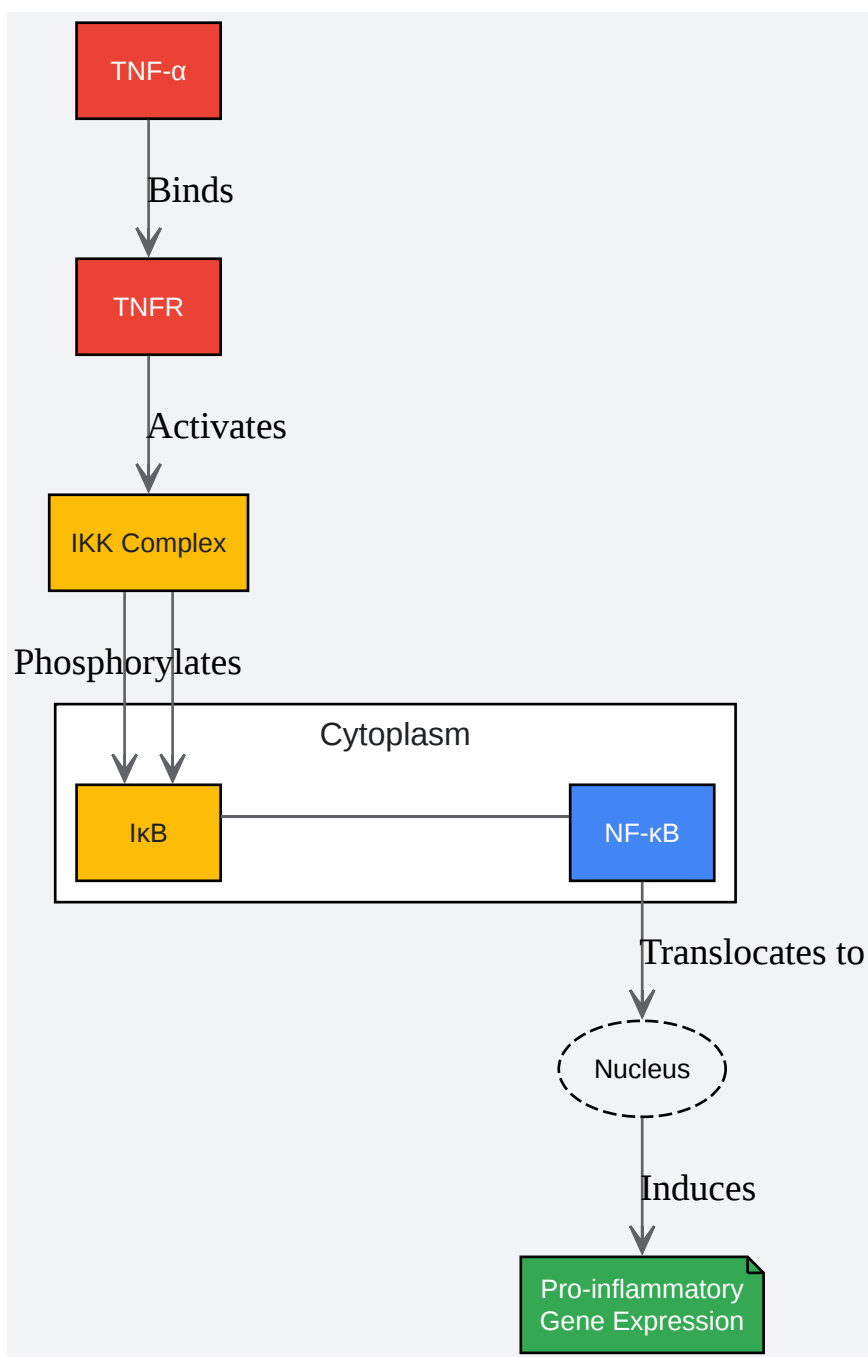 TNF-α
Binds
TNFR
Activates
IKK Complex
Phosphorylates
Cytoplasm
IκB
NF-κB
Translocates to
Nucleus
Induces
Pro-inflammatory
Gene Expression